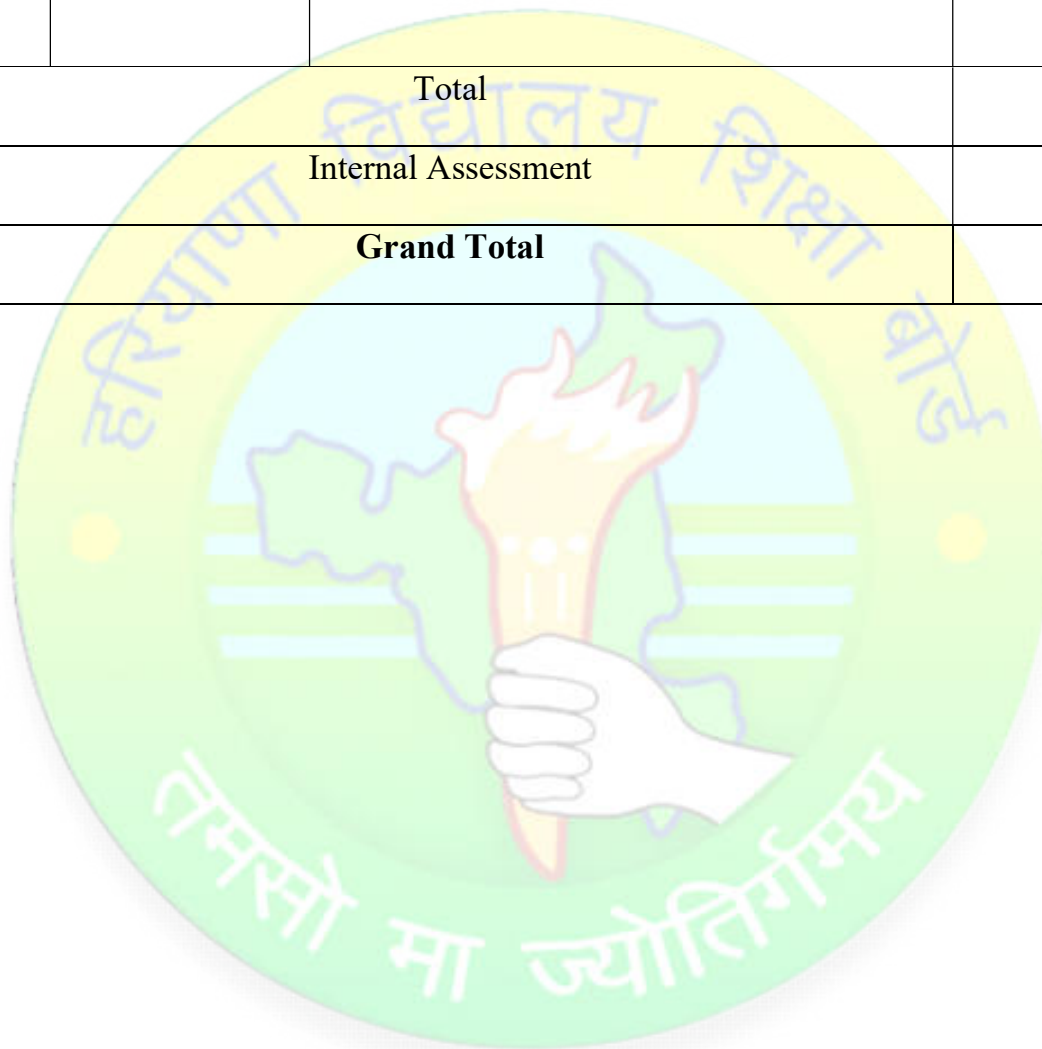 Total
Internal Assessment
Grand Total
हरियाणा विद्यालय शिक्षा बोर्ड
तमसो मा ज्योतिर्गमय